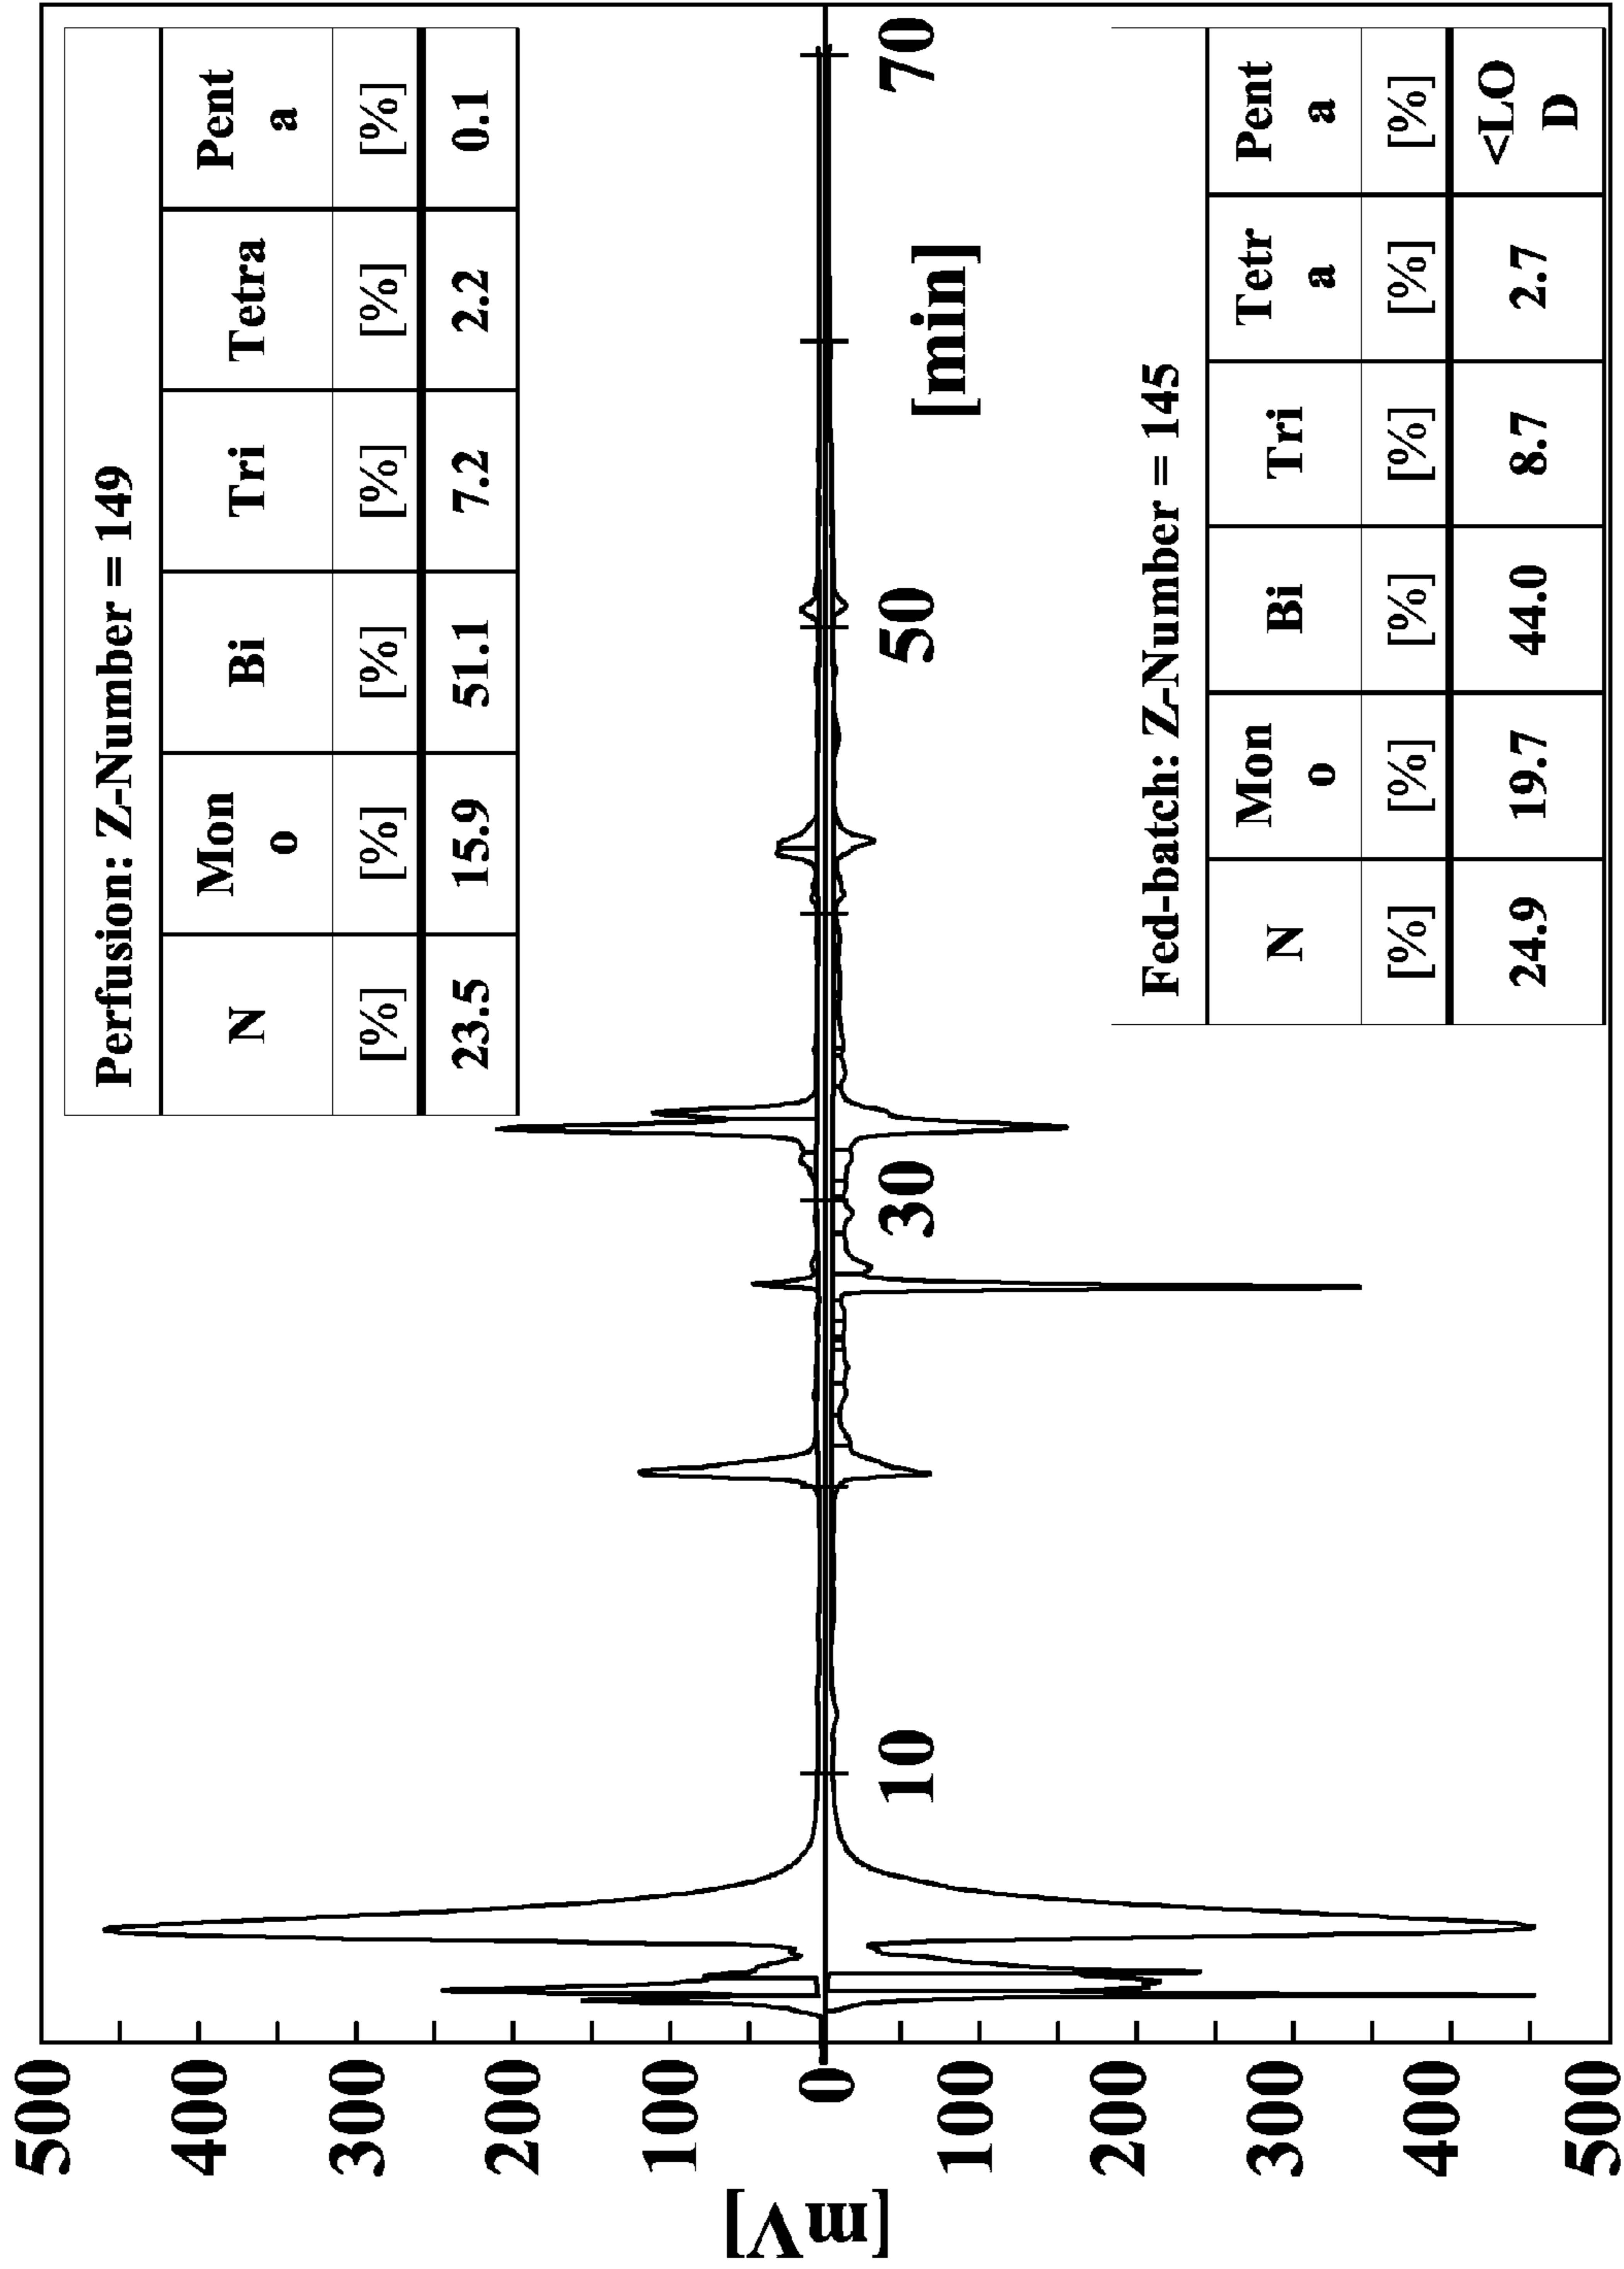 500
400
300
200
100
0
100
200
300
400
500
[mV]
10
30
50
70
[min]
Perfusion: Z-Number = 149
N Mon Bi Tri Tetra Pent
o a
[%] [%] [%] [%] [%] [%]
23.5 15.9 51.1 7.2 2.2 0.1
Fed-batch: Z-Number = 145
N Mon Bi Tri Tetr Pent
o a a
[%] [%] [%] [%] [%] [%]
24.9 19.7 44.0 8.7 2.7 <LO
D